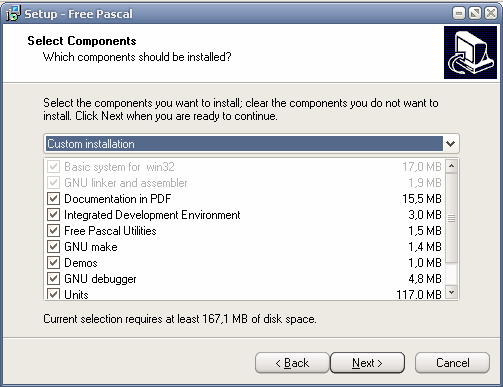 Setup - Free Pascal
Select Components
Which components should be installed?
Select the components you want to install; clear the components you do not want to
install. Click Next when you are ready to continue.
Custom installation
Basic system for win32 17,0 MB
GNU linker and assembler 1,9 MB
Documentation in PDF 15,5 MB
Integrated Development Environment 3,0 MB
Free Pascal Utilities 1,5 MB
GNU make 1,4 MB
Demos 1,0 MB
GNU debugger 4,8 MB
Units 117,0 MB
Current selection requires at least 167,1 MB of disk space.
< Back Next > Cancel